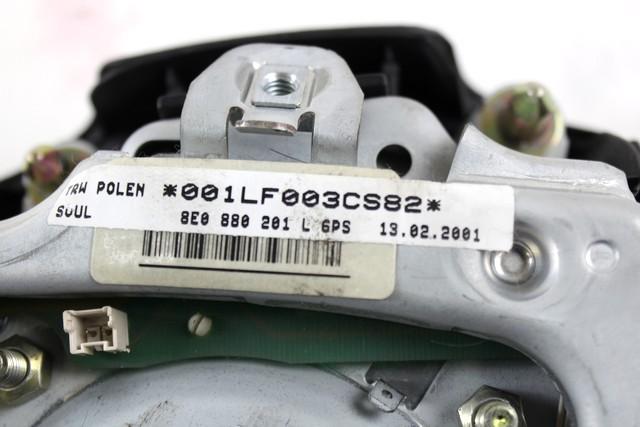 TRW POLEN *001LF003CS82*
SOUL 8E0 880 201 L 6PS 13.02.2001